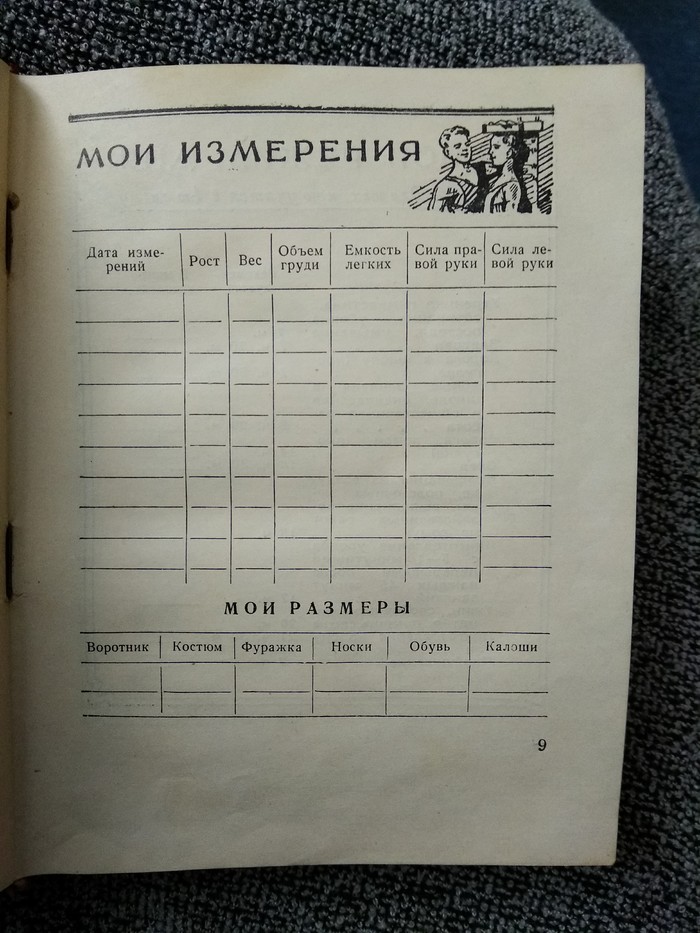 МОИ ИЗМЕРЕНИЯ
Дата изме-
рений
Рост
Вес
Объем
груди
Емкость
легких
Сила пра-
вой руки
Сила ле-
вой руки
МОИ РАЗМЕРЫ
Воротник
Костюм
Фуражка
Носки
Обувь
Калоши
9